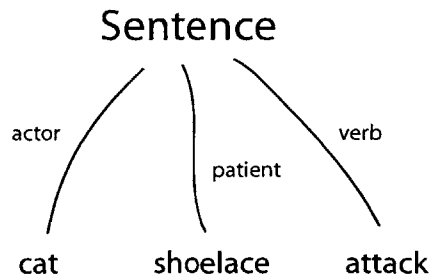 Sentence
actor
verb
patient
cat shoelace attack